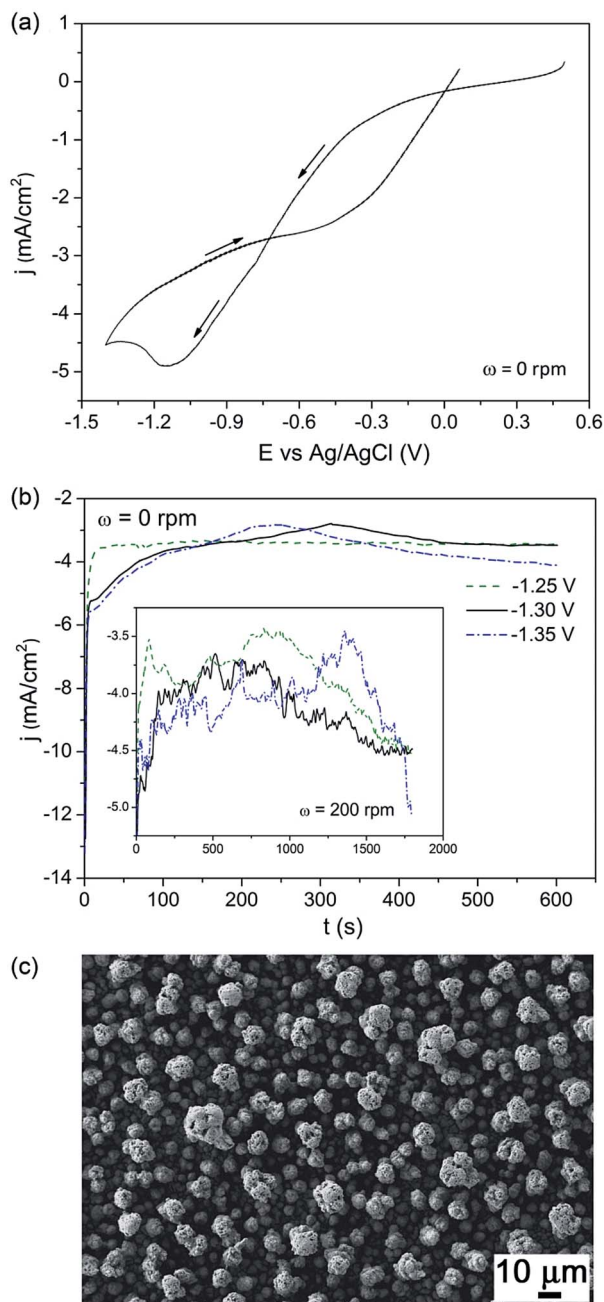 (a)
1
0
-1
-2
-3
-4
-5
j (mA/cm²)
ω = 0 rpm
-1.5 -1.2 -0.9 -0.6 -0.3 0.0 0.3 0.6
E vs Ag/AgCl (V)
(b)
-2
-4
-6
-8
-10
-12
-14
j (mA/cm²)
ω = 0 rpm
-1.25 V
-1.30 V
-1.35 V
-3.5
-4.0
-4.5
-5.0
ω = 200 rpm
0 500 1000 1500 2000
0 100 200 300 400 500 600
t (s)
(c)
10 μm